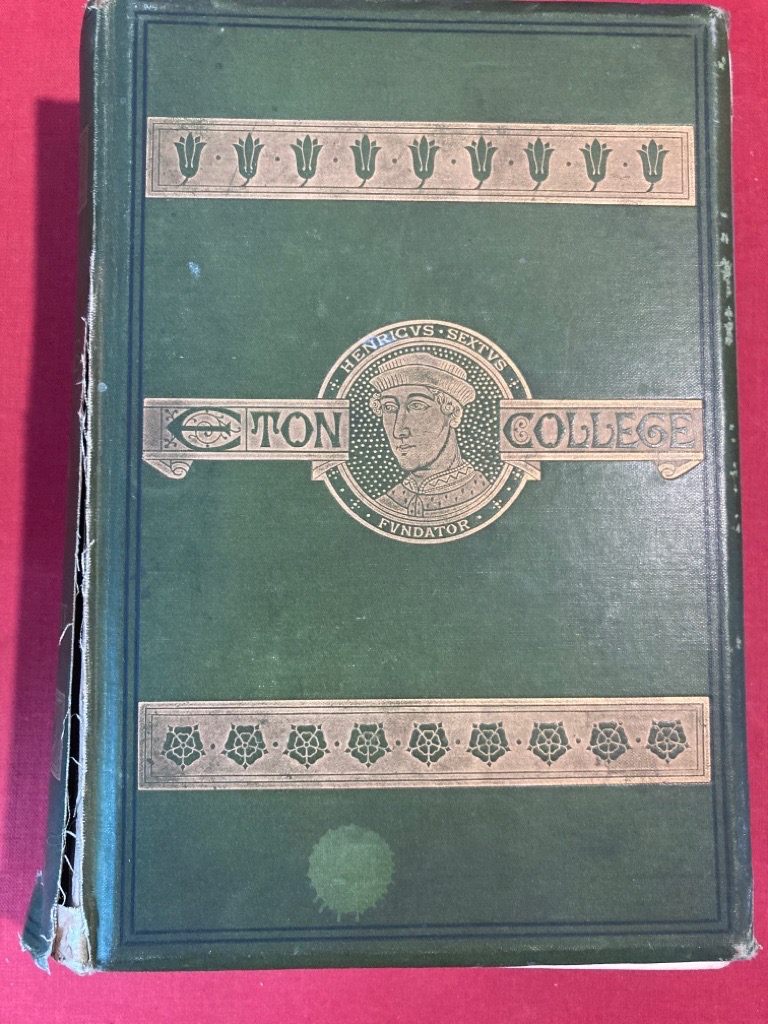 HENRICVS · SEXTVS
ETON COLLEGE
· FVNDATOR ·